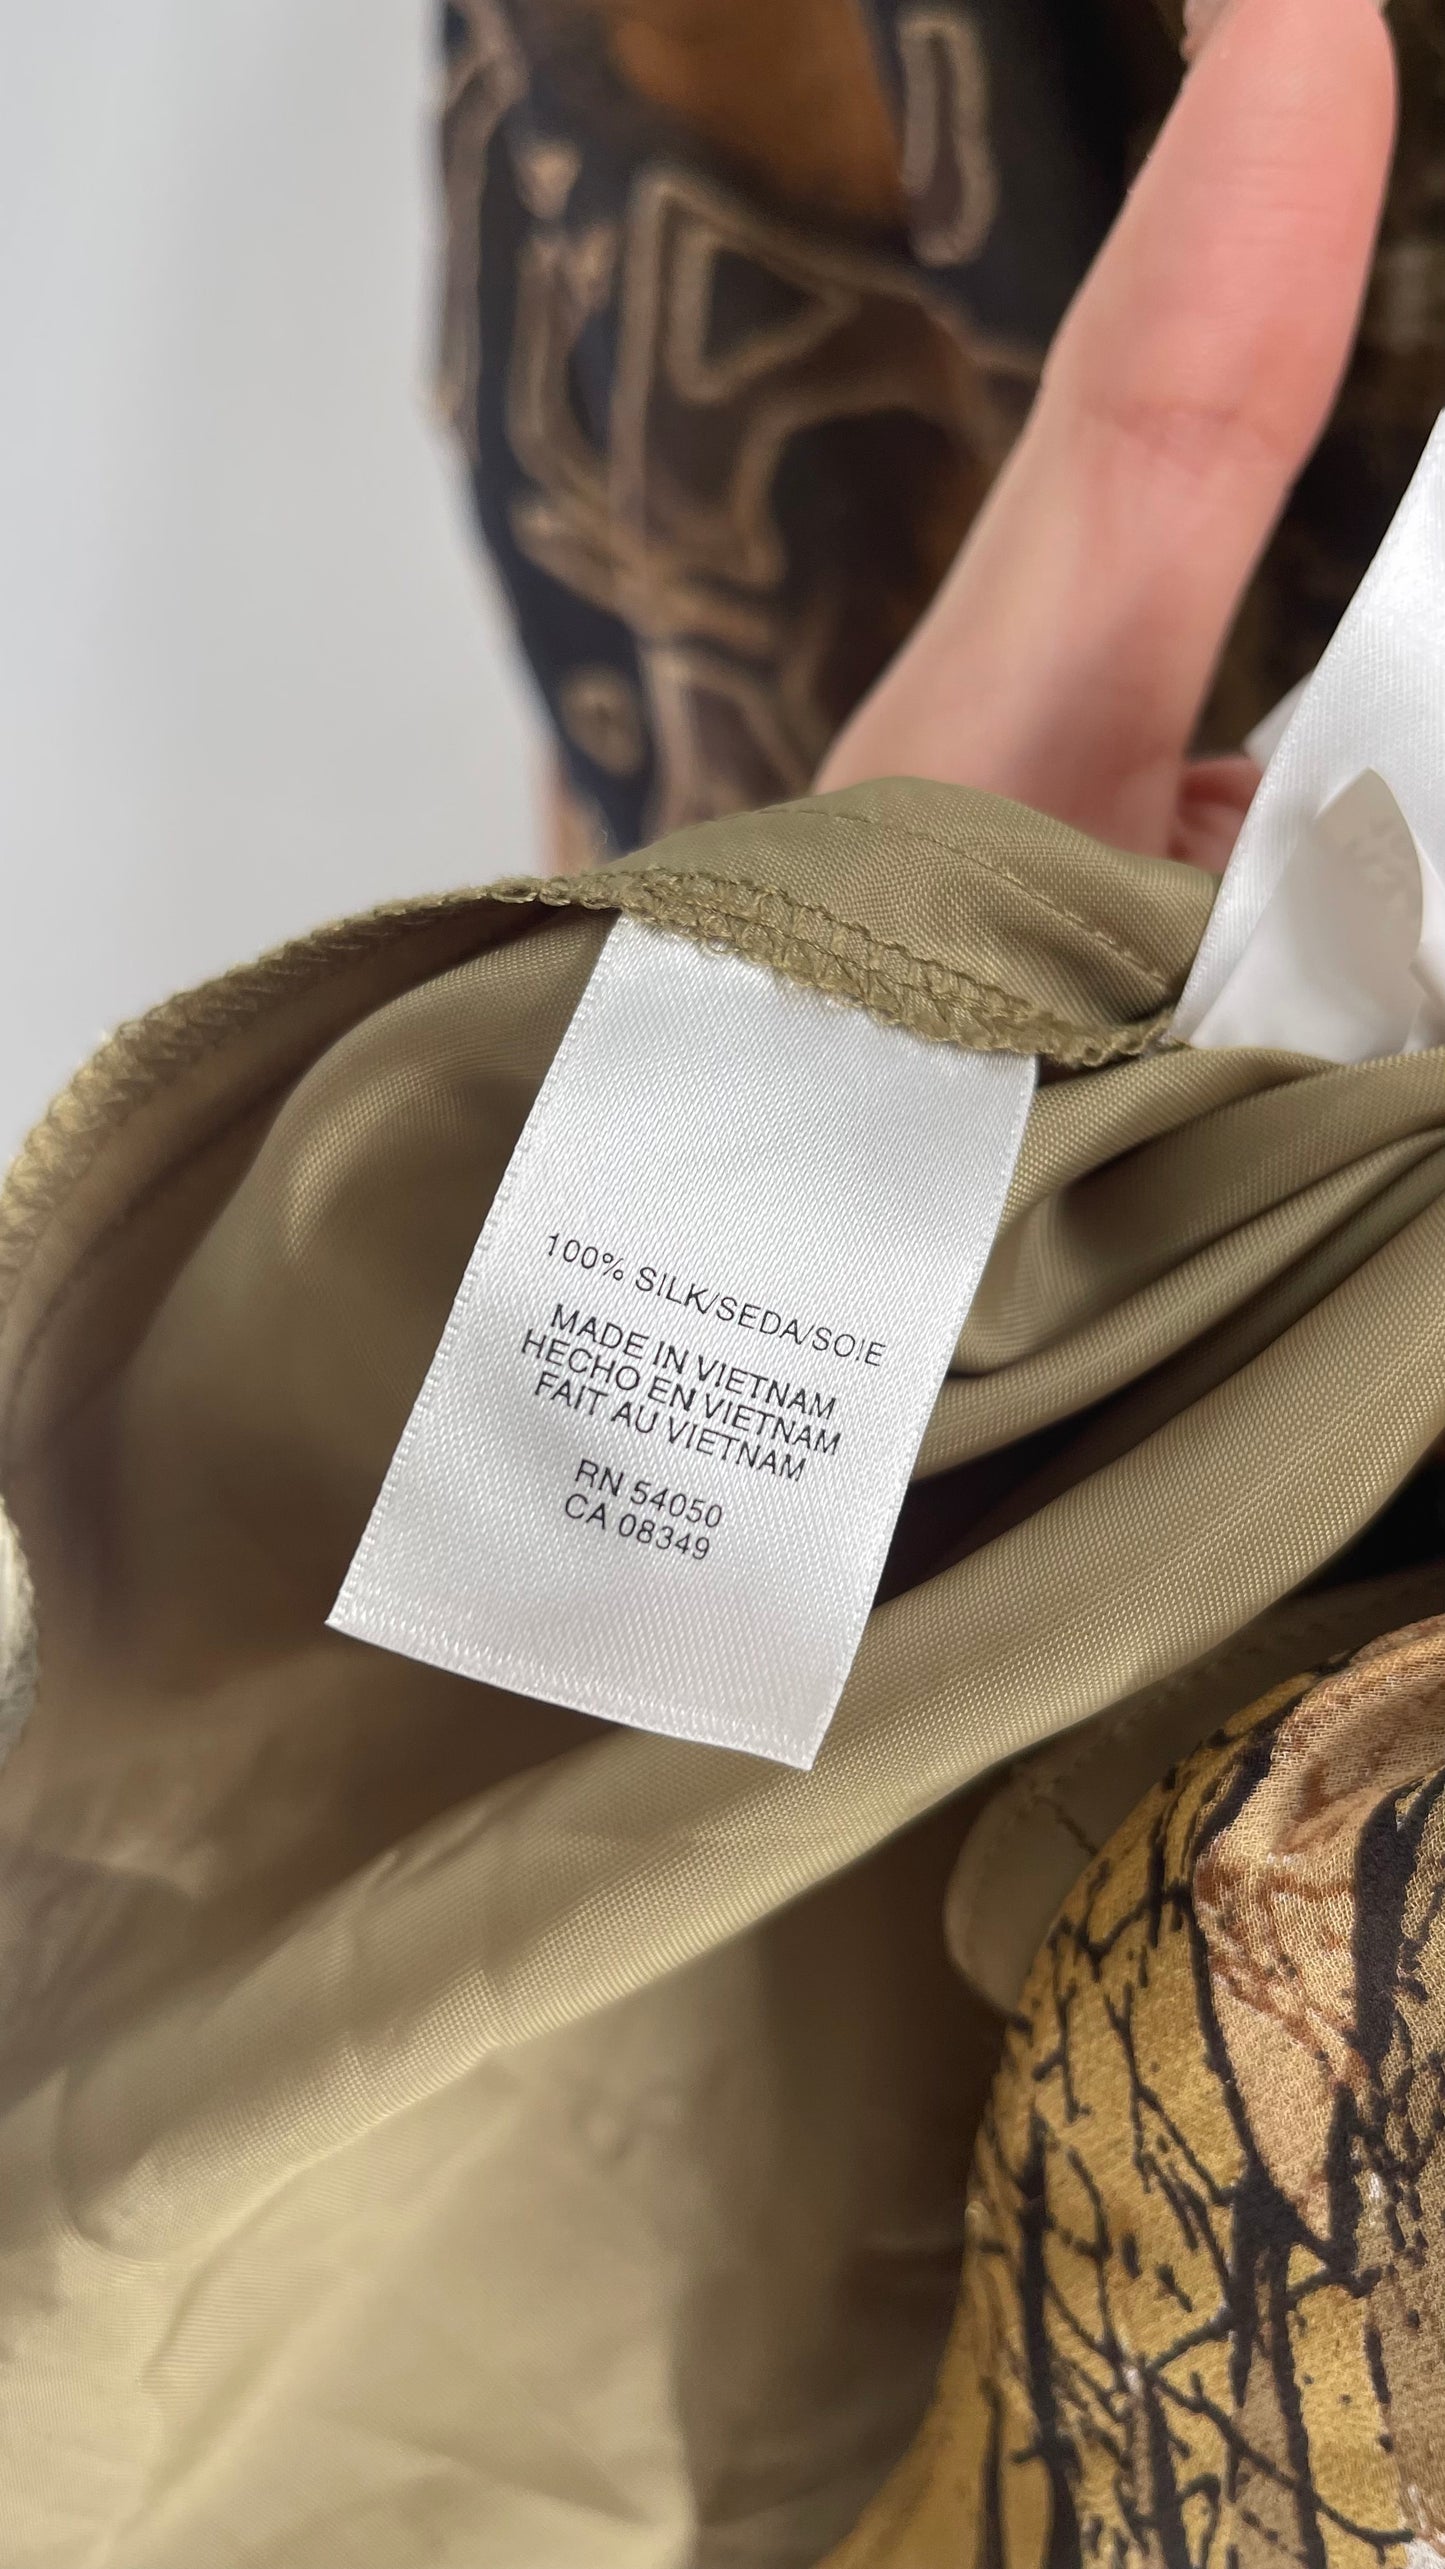 100% SILK/SEDA/SOIE
MADE IN VIETNAM
HECHO EN VIETNAM
FAIT AU VIETNAM
RN 54050
CA 08349